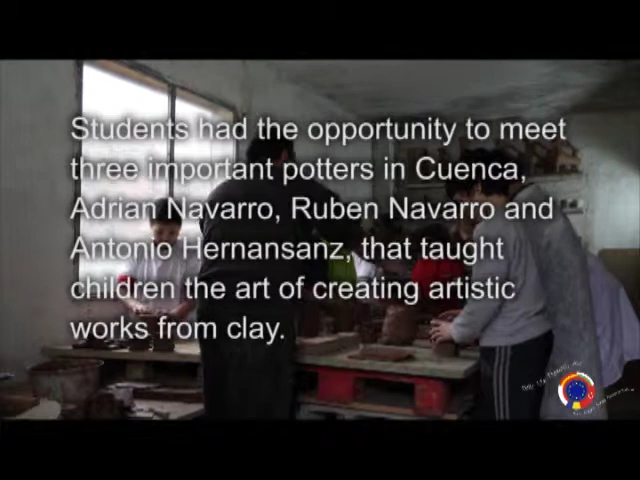 Students had the opportunity to meet
three important potters in Cuenca,
Adrian Navarro, Ruben Navarro and
Antonio Hernansanz, that taught
children the art of creating artistic
works from clay.